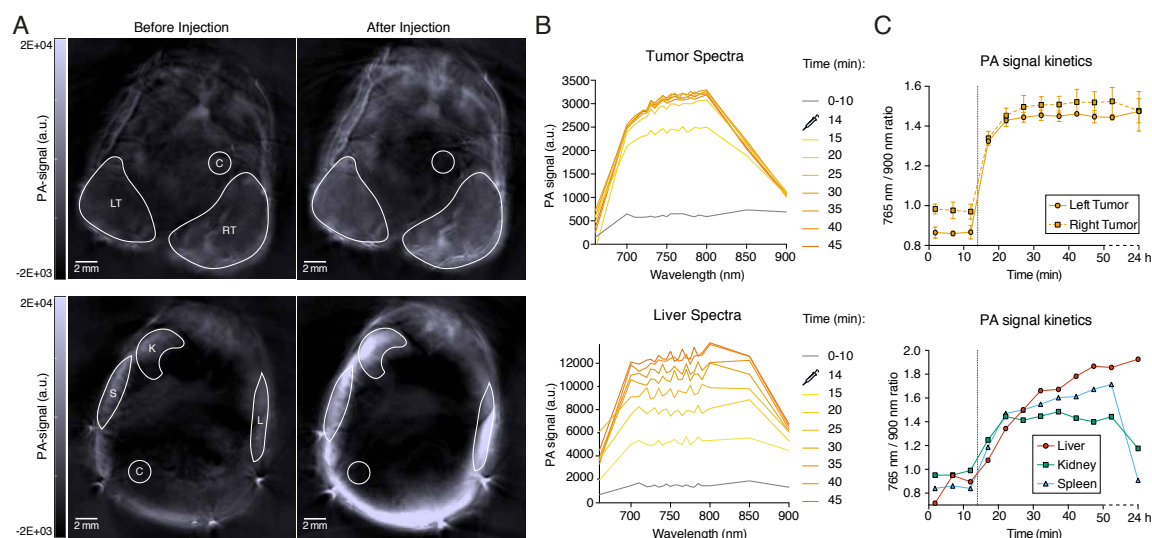 A
Before Injection
After Injection
2E+04
PA-signal (a.u.)
-2E+03
LT
C
RT
2 mm
2 mm
2E+04
PA-signal (a.u.)
-2E+03
K
S
L
C
2 mm
2 mm
B
Tumor Spectra
PA signal (a.u.)
3500
3000
2500
2000
1500
1000
500
0
700
750
800
850
900
Wavelength (nm)
Time (min):
0-10
14
15
20
25
30
35
40
45
Liver Spectra
PA signal (a.u.)
12000
10000
8000
6000
4000
2000
0
700
750
800
850
900
Wavelength (nm)
Time (min):
0-10
14
15
20
25
30
35
40
45
C
PA signal kinetics
765 nm / 900 nm ratio
1.6
1.4
1.2
1.0
0.8
Left Tumor
Right Tumor
0
10
20
30
40
50
24 h
Time (min)
PA signal kinetics
765 nm / 900 nm ratio
2.0
1.8
1.6
1.4
1.2
1.0
0.8
Liver
Kidney
Spleen
0
10
20
30
40
50
24 h
Time (min)